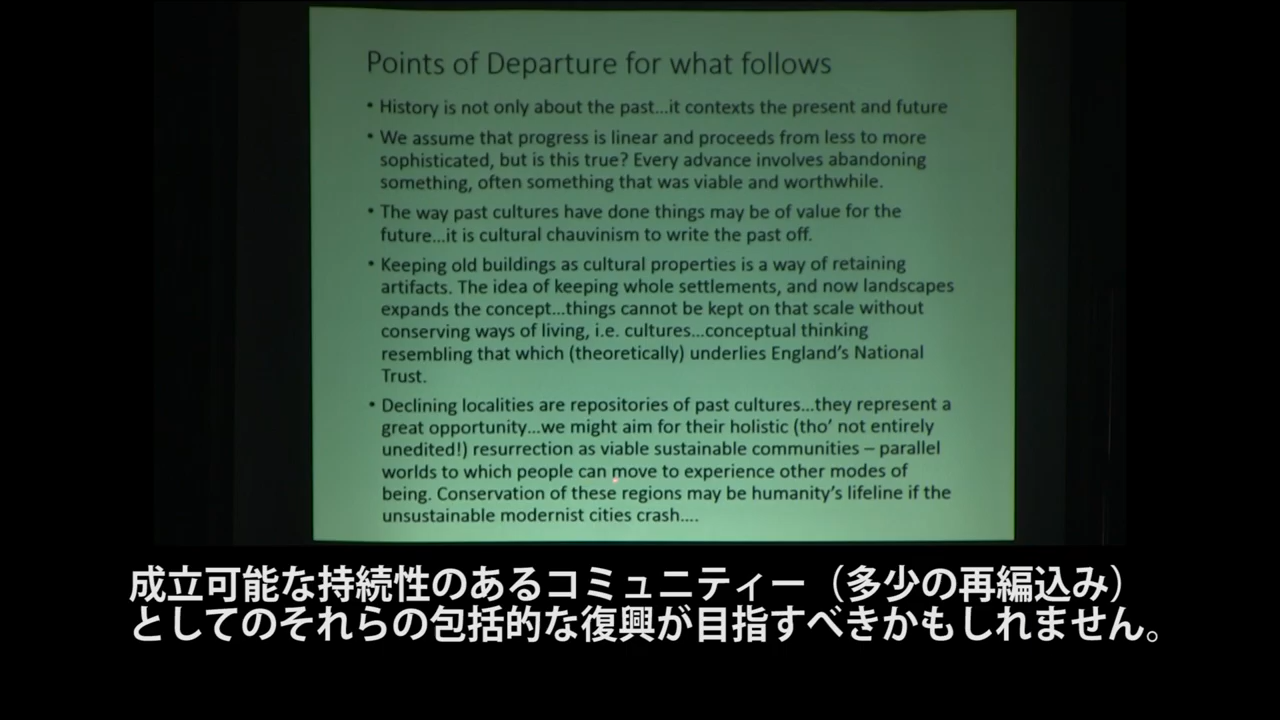 Points of Departure for what follows
• History is not only about the past...it contexts the present and future
• We assume that progress is linear and proceeds from less to more
sophisticated, but is this true? Every advance involves abandoning
something, often something that was viable and worthwhile.
• The way past cultures have done things may be of value for the
future...it is cultural chauvinism to write the past off.
• Keeping old buildings as cultural properties is a way of retaining
artifacts. The idea of keeping whole settlements, and now landscapes
expands the concept...things cannot be kept on that scale without
conserving ways of living, i.e. cultures...conceptual thinking
resembling that which (theoretically) underlies England's National
Trust.
• Declining localities are repositories of past cultures...they represent a
great opportunity...we might aim for their holistic (tho' not entirely
unedited!) resurrection as viable sustainable communities – parallel
worlds to which people can move to experience other modes of
being. Conservation of these regions may be humanity's lifeline if the
unsustainable modernist cities crash....
成立可能な持続性のあるコミュニティー（多少の再編込み）
としてのそれらの包括的な復興が目指すべきかもしれません。